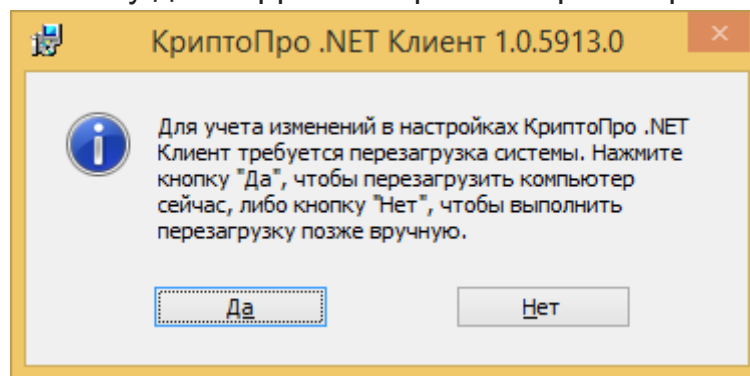 КриптоПро .NET Клиент 1.0.5913.0
Для учета изменений в настройках КриптоПро .NET
Клиент требуется перезагрузка системы. Нажмите
кнопку "Да", чтобы перезагрузить компьютер
сейчас, либо кнопку "Нет", чтобы выполнить
перезагрузку позже вручную.
Да
Нет